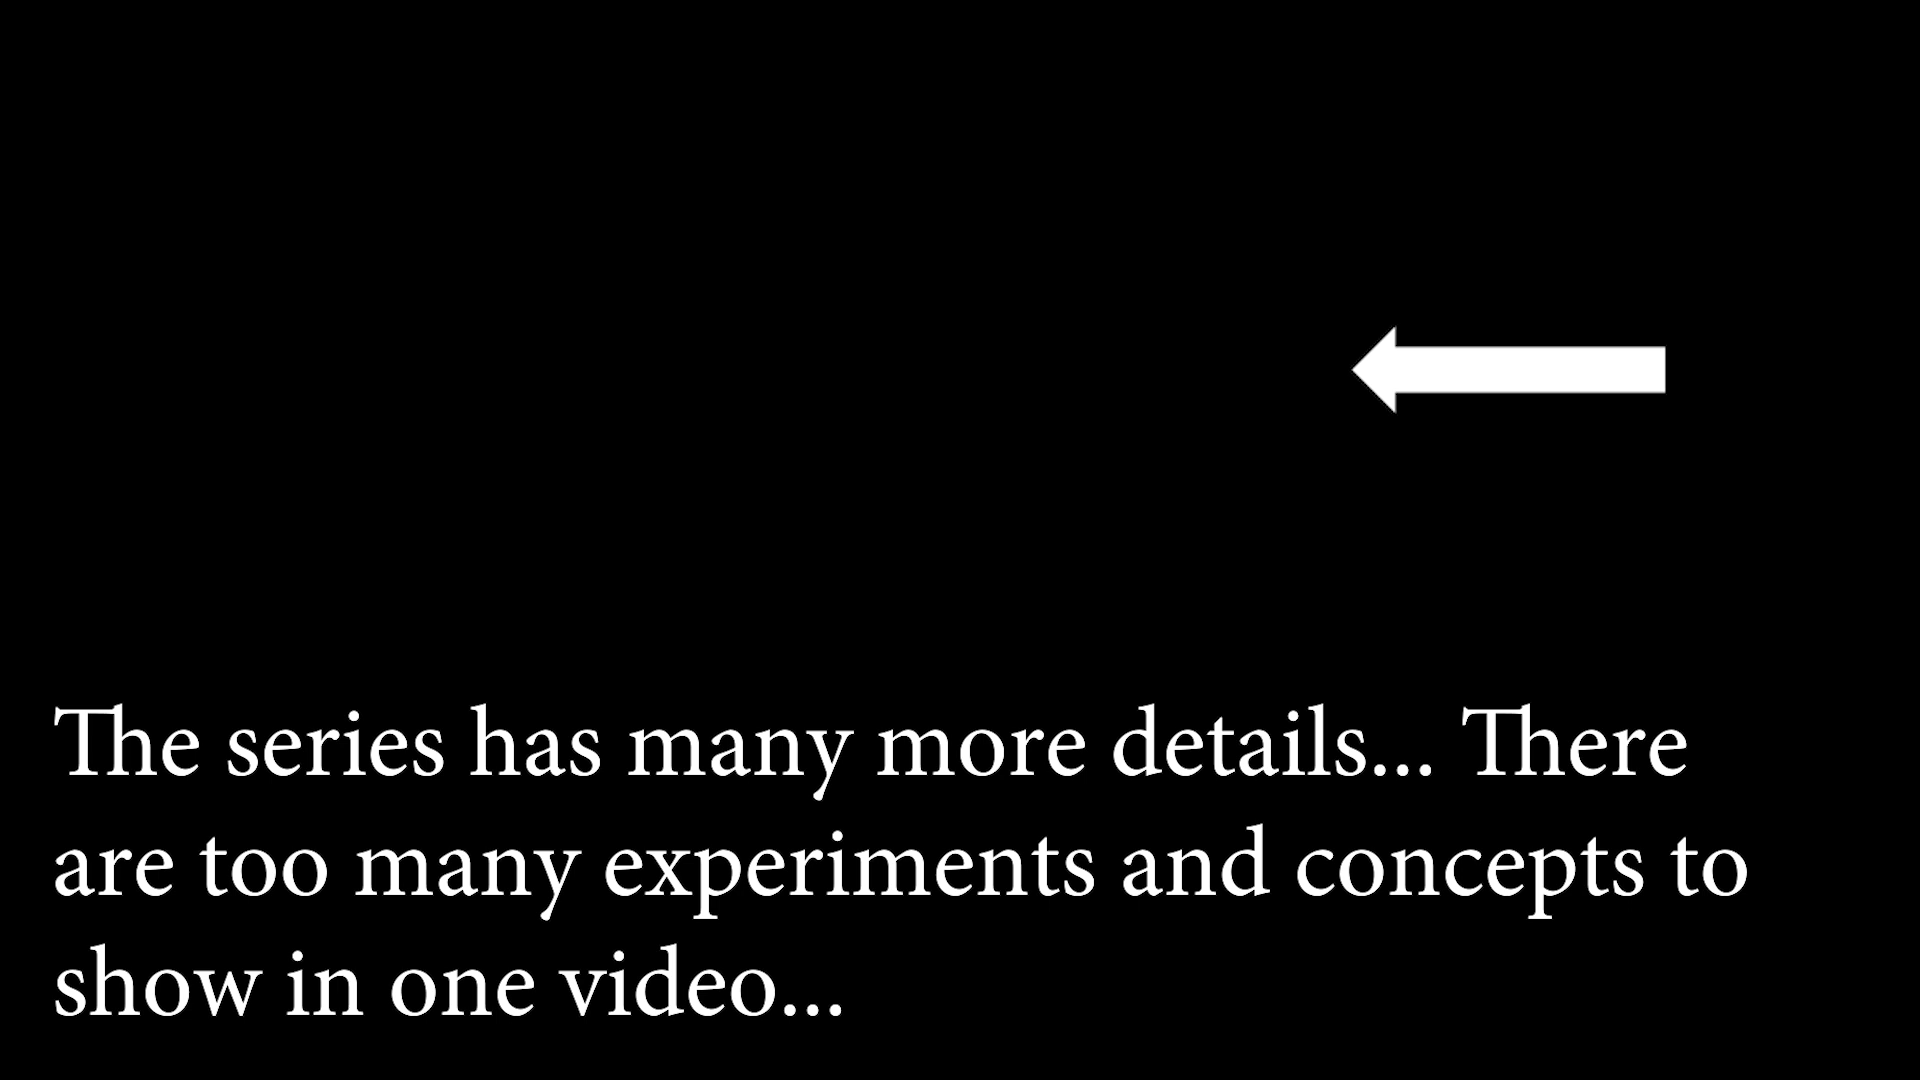 The series has many more details... There
are too many experiments and concepts to
show in one video...